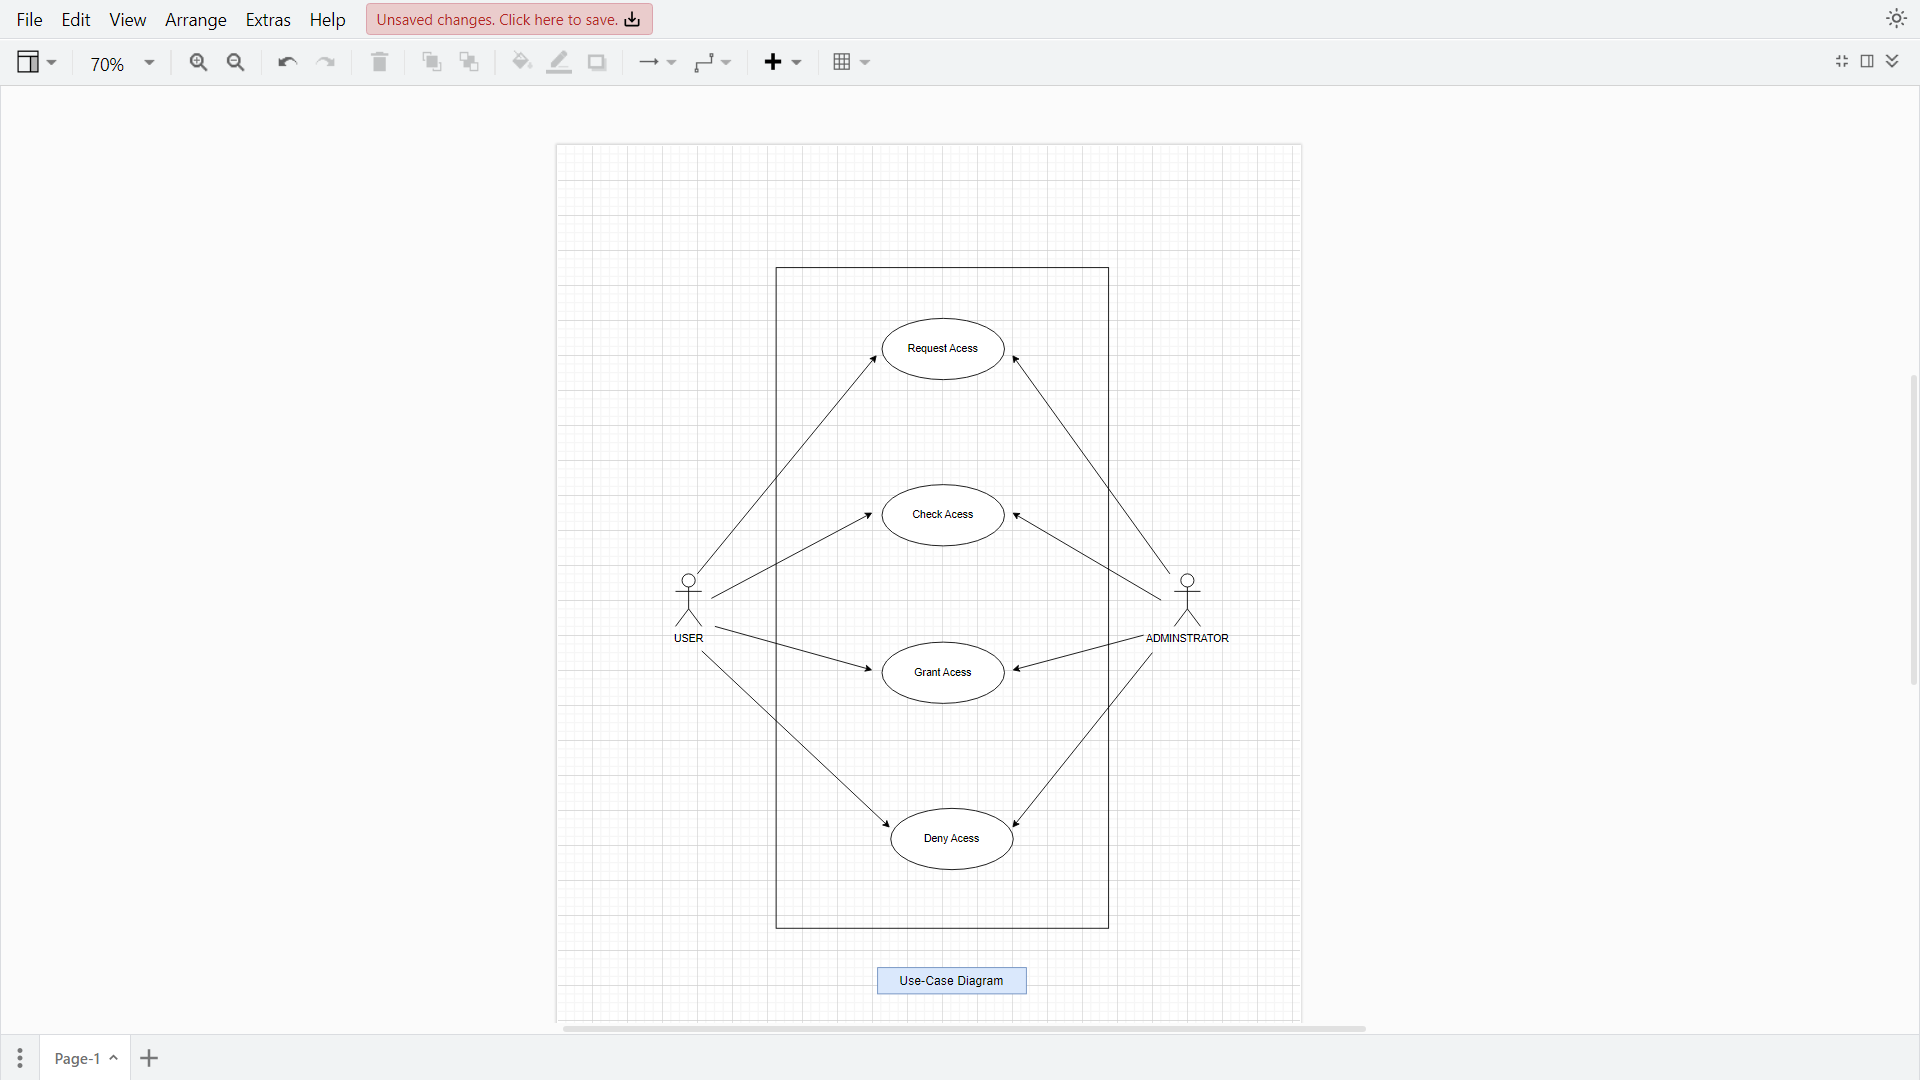 File Edit View Arrange Extras Help Unsaved changes. Click here to save.
70%
Request Acess
Check Acess
USER
ADMINSTRATOR
Grant Acess
Deny Acess
Use-Case Diagram
Page-1